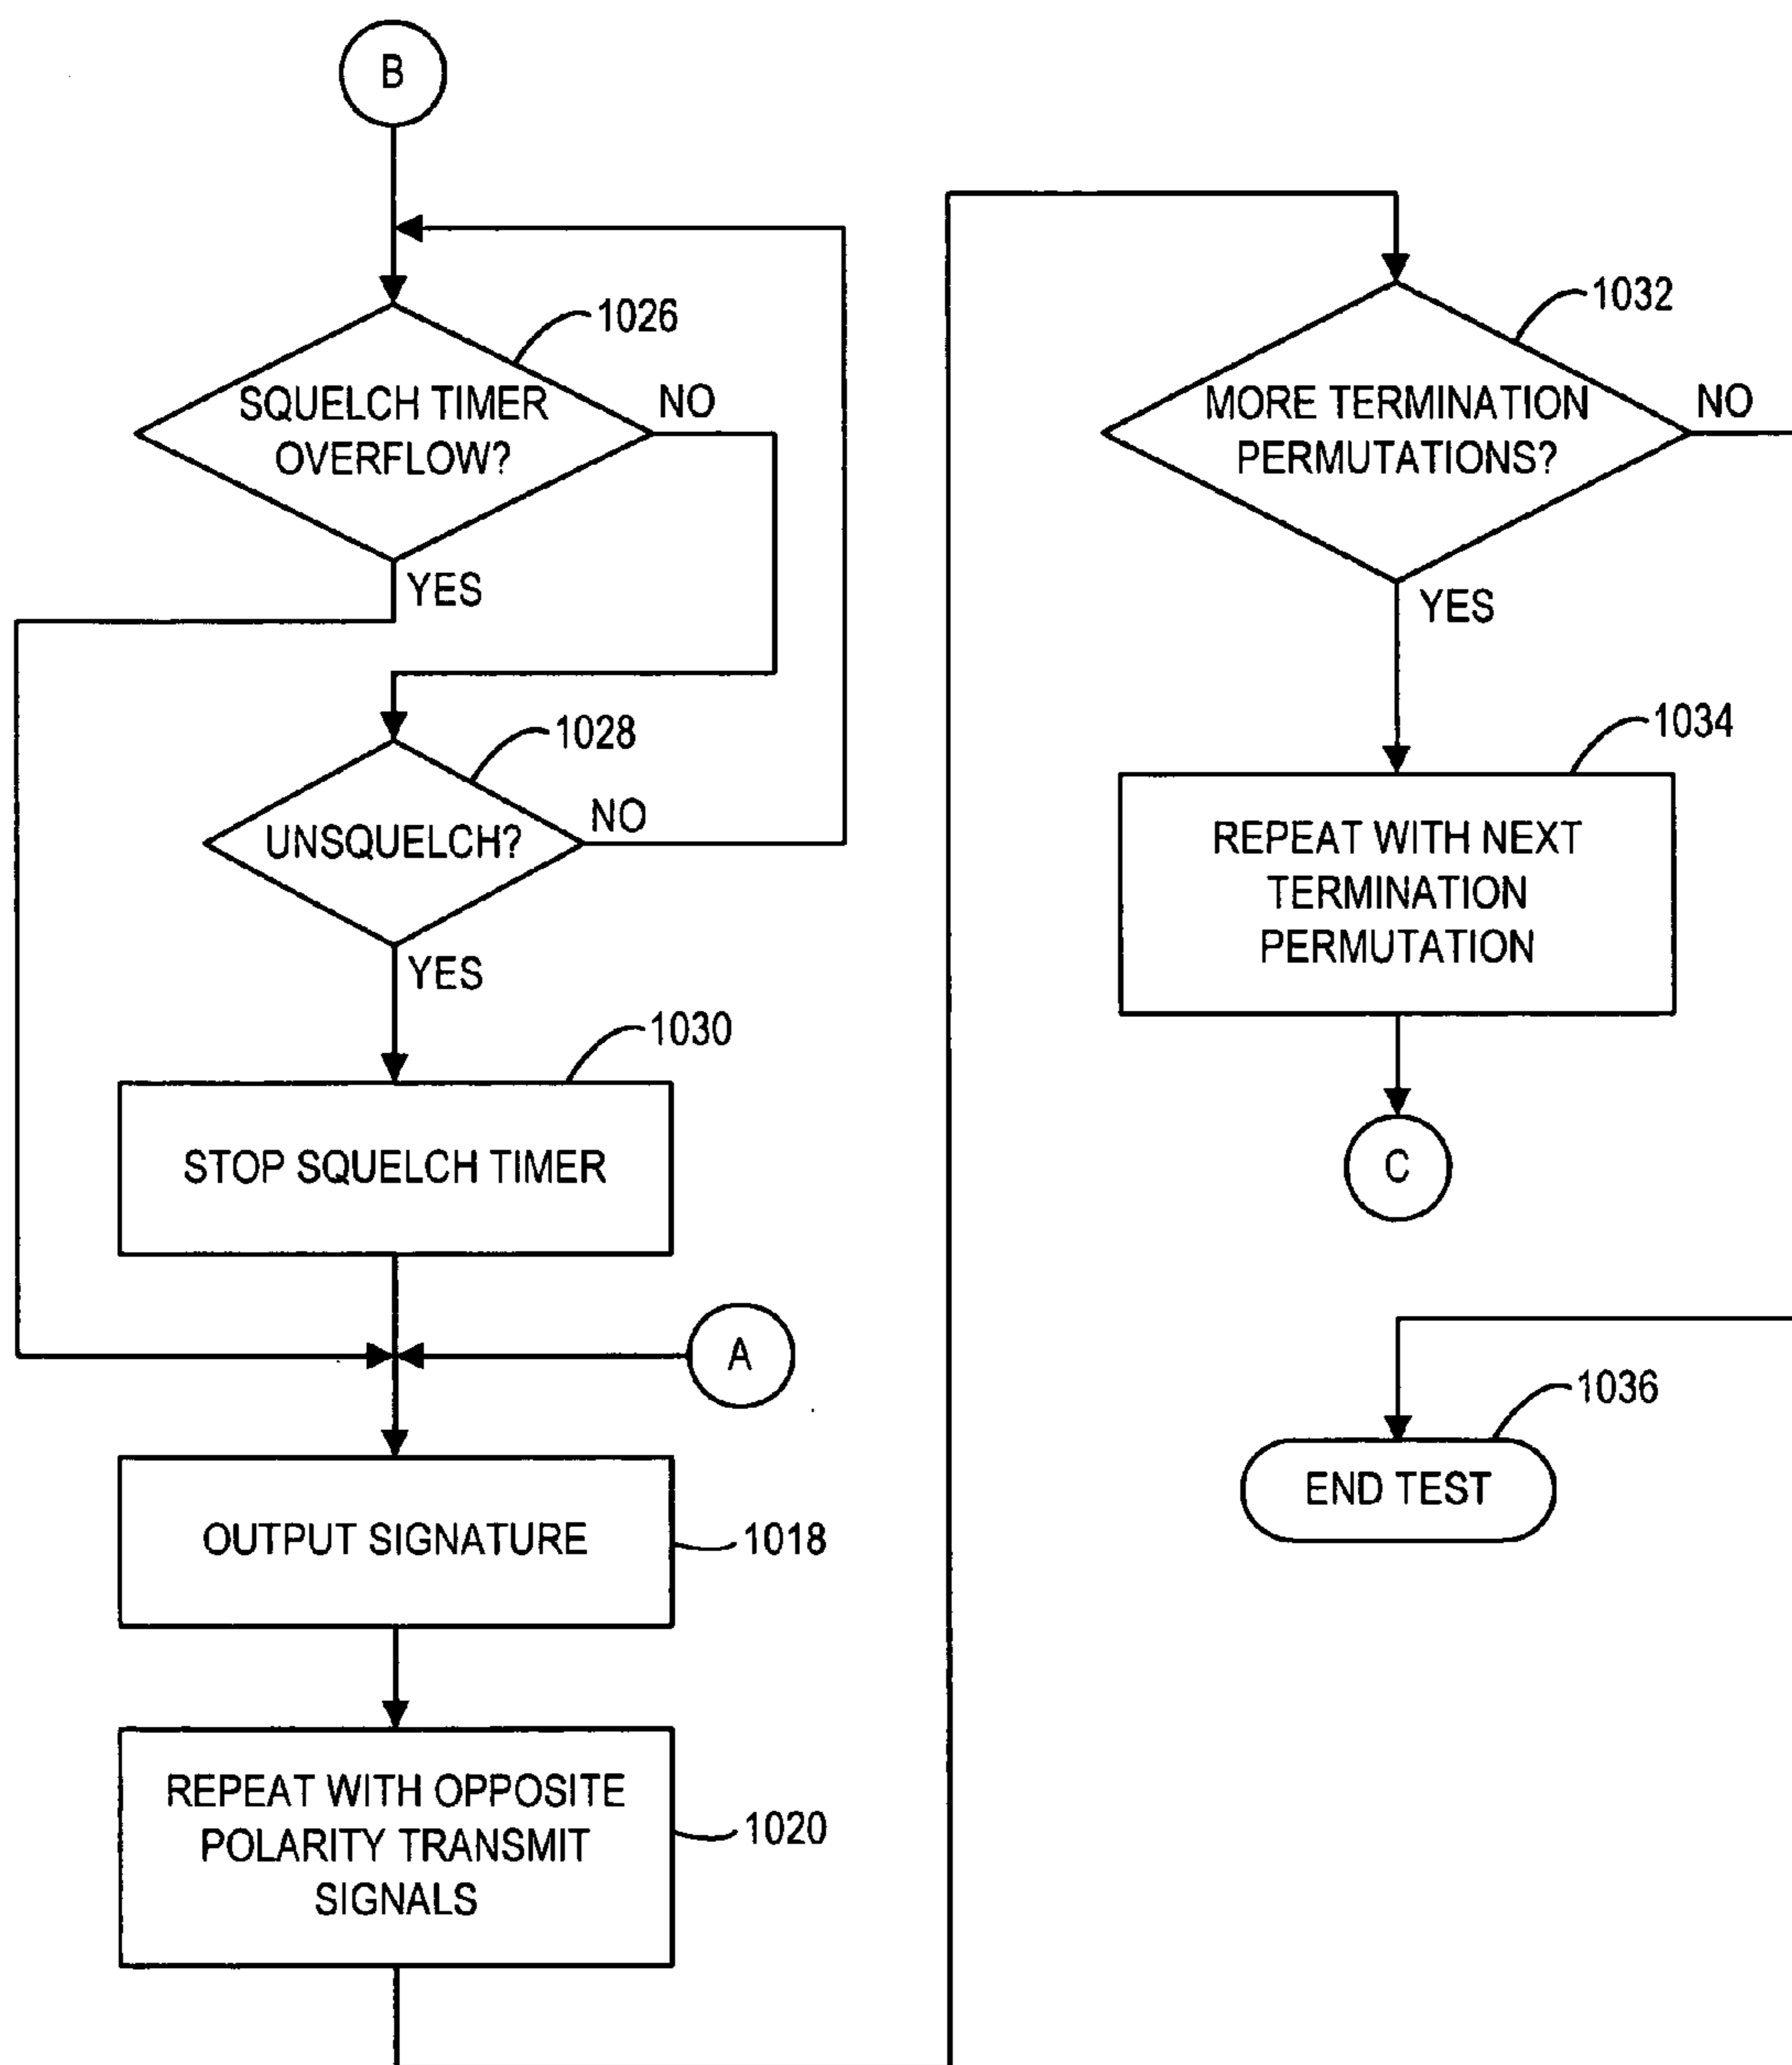 B
1026
SQUELCH TIMER
OVERFLOW?
NO
YES
1028
UNSQUELCH?
NO
YES
1030
STOP SQUELCH TIMER
A
OUTPUT SIGNATURE
1018
REPEAT WITH OPPOSITE
POLARITY TRANSMIT
SIGNALS
1020
1032
MORE TERMINATION
PERMUTATIONS?
NO
YES
1034
REPEAT WITH NEXT
TERMINATION
PERMUTATION
C
1036
END TEST